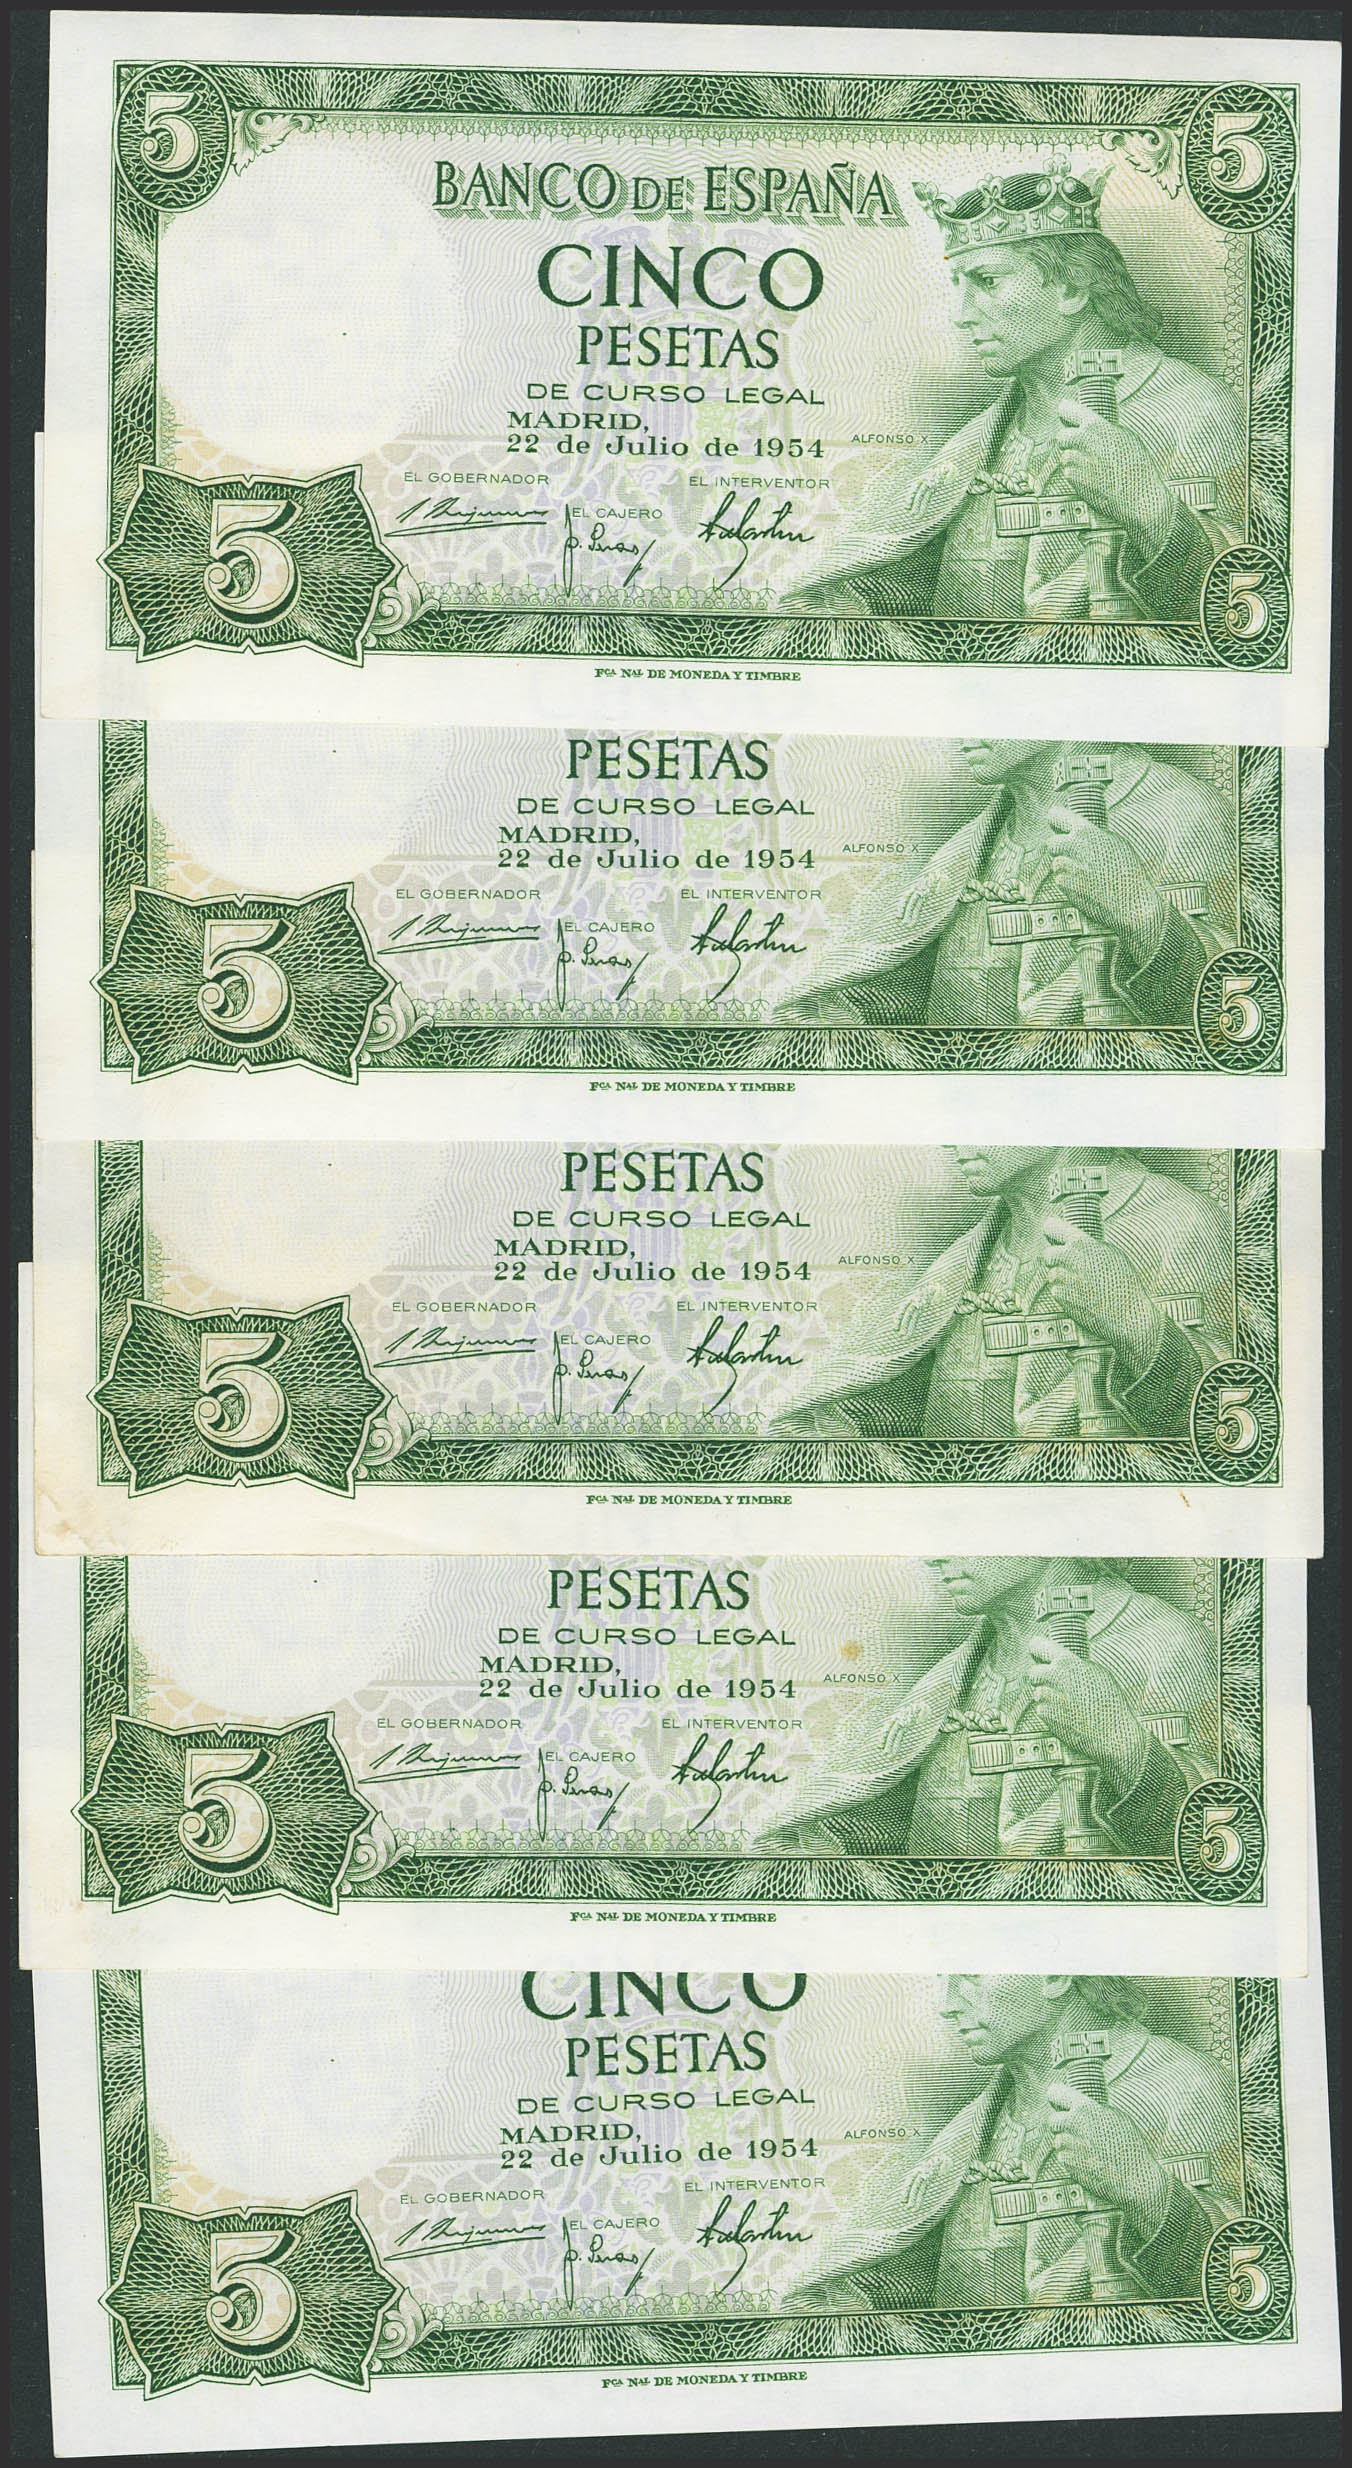 5 5
BANCO DE ESPAÑA
CINCO
PESETAS
DE CURSO LEGAL
MADRID,
22 de Julio de 1954
ALFONSO X
EL GOBERNADOR EL INTERVENTOR
EL CAJERO
5 5
FCA NAL DE MONEDA Y TIMBRE
PESETAS
DE CURSO LEGAL
MADRID,
22 de Julio de 1954
ALFONSO X
EL GOBERNADOR EL INTERVENTOR
EL CAJERO
5 5
FCA NAL DE MONEDA Y TIMBRE
PESETAS
DE CURSO LEGAL
MADRID,
22 de Julio de 1954
ALFONSO X
EL GOBERNADOR EL INTERVENTOR
EL CAJERO
5 5
FCA NAL DE MONEDA Y TIMBRE
PESETAS
DE CURSO LEGAL
MADRID,
22 de Julio de 1954
ALFONSO X
EL GOBERNADOR EL INTERVENTOR
EL CAJERO
5 5
FCA NAL DE MONEDA Y TIMBRE
CINCO
PESETAS
DE CURSO LEGAL
MADRID,
22 de Julio de 1954
ALFONSO X
EL GOBERNADOR EL INTERVENTOR
EL CAJERO
5 5
FCA NAL DE MONEDA Y TIMBRE